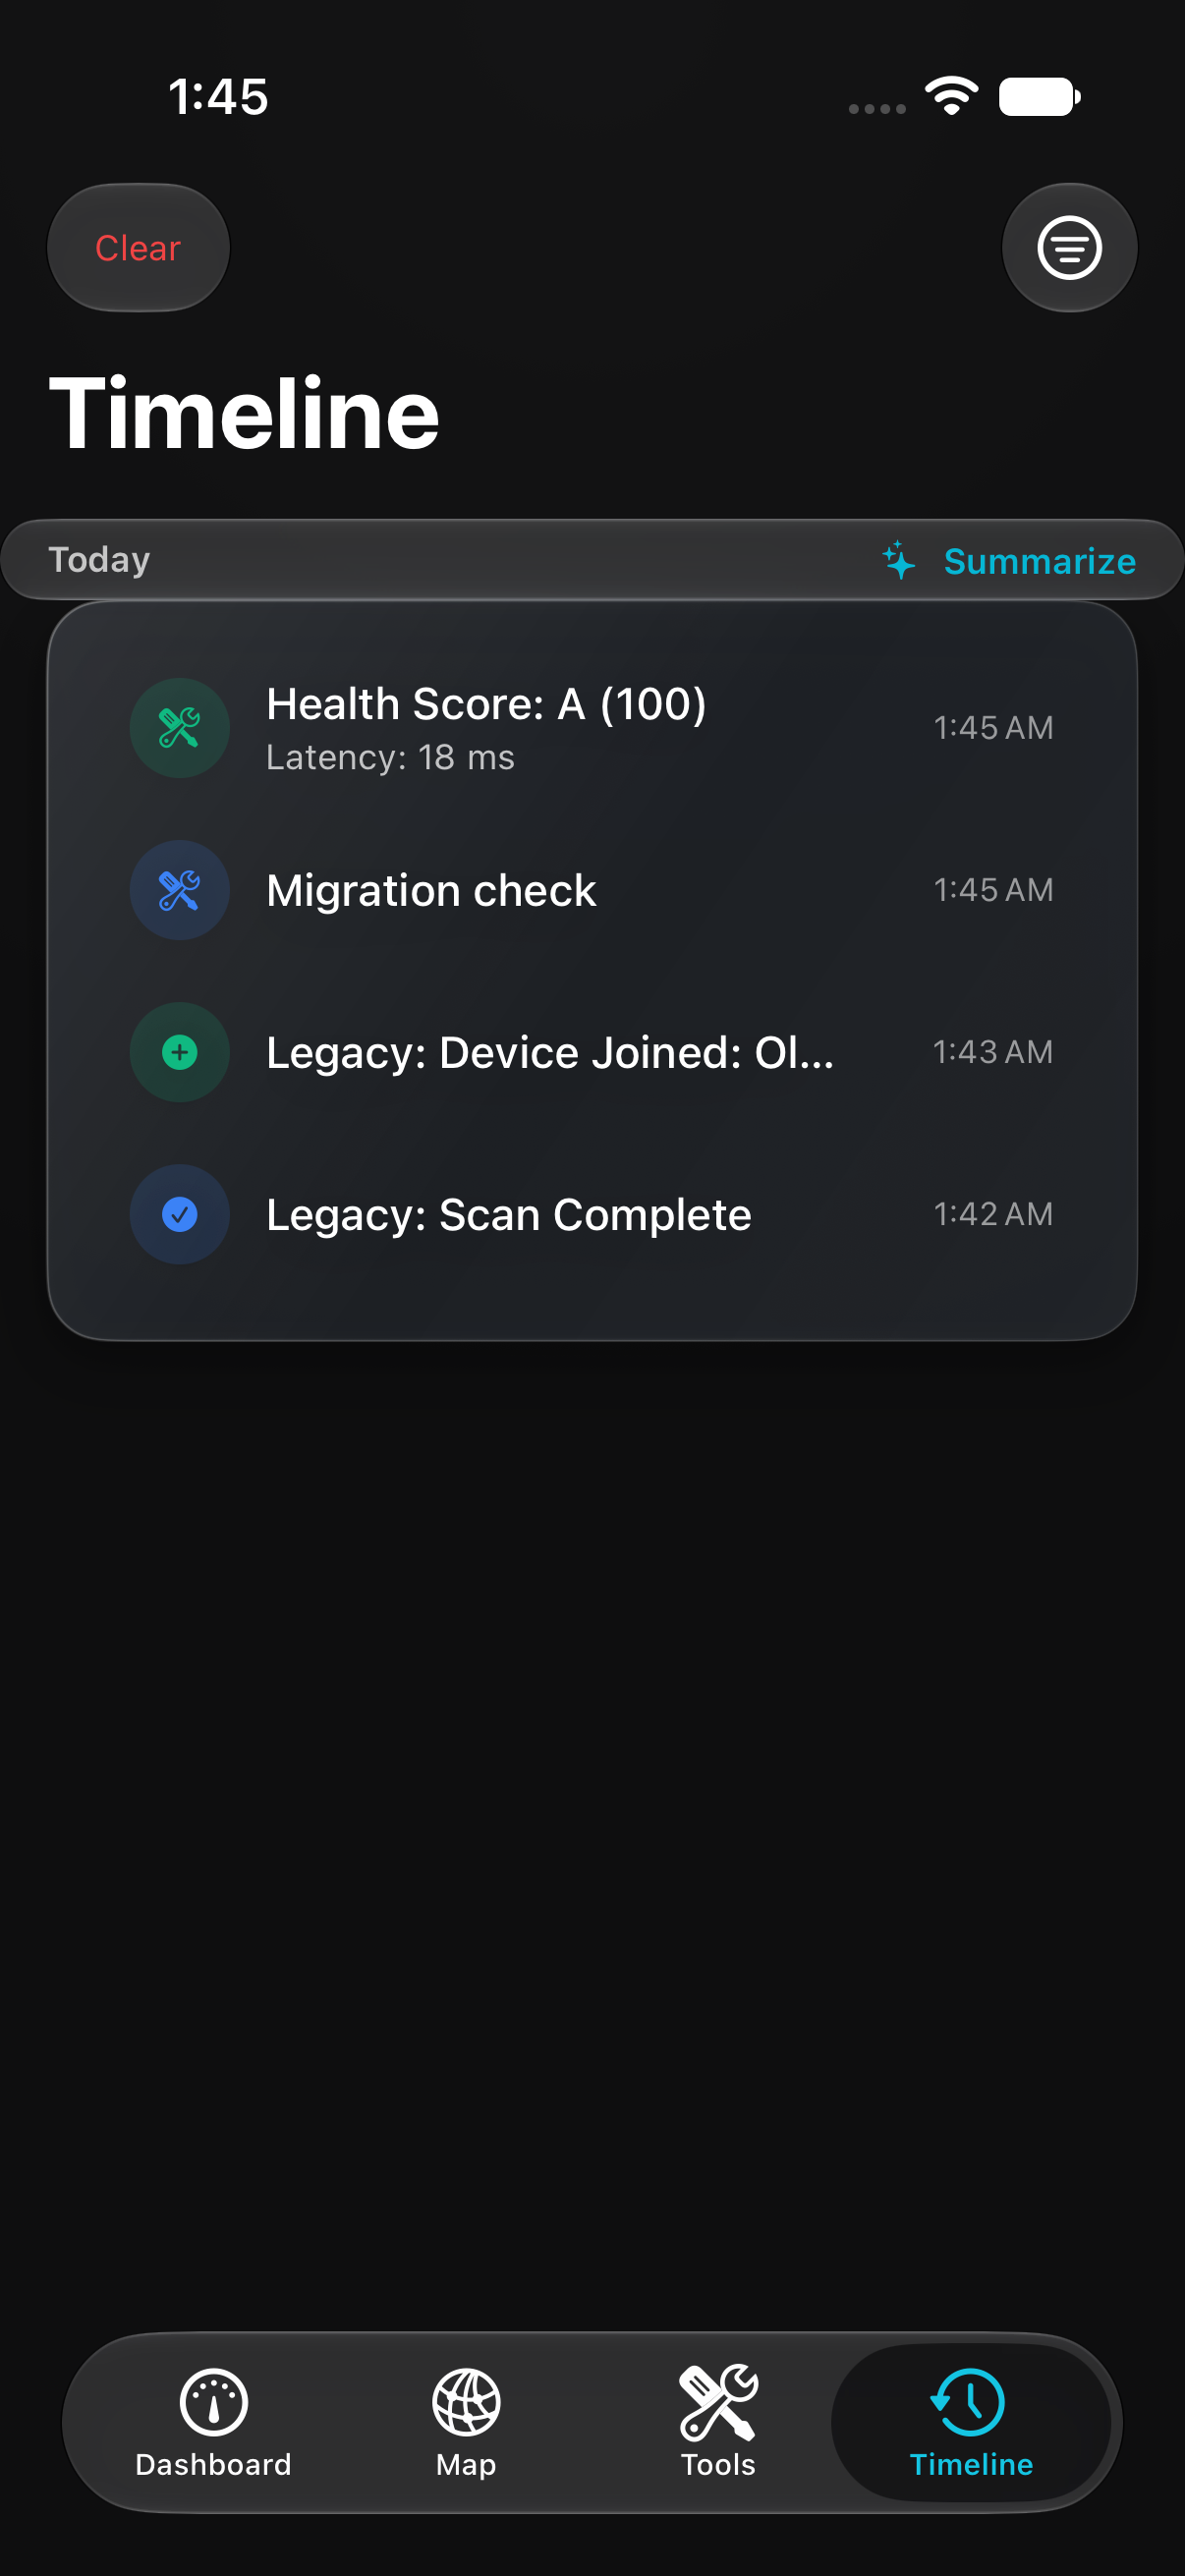 1:45
Clear
Timeline
Today
Summarize
Health Score: A (100)
Latency: 18 ms
1:45 AM
Migration check
1:45 AM
Legacy: Device Joined: Ol...
1:43 AM
Legacy: Scan Complete
1:42 AM
Dashboard
Map
Tools
Timeline